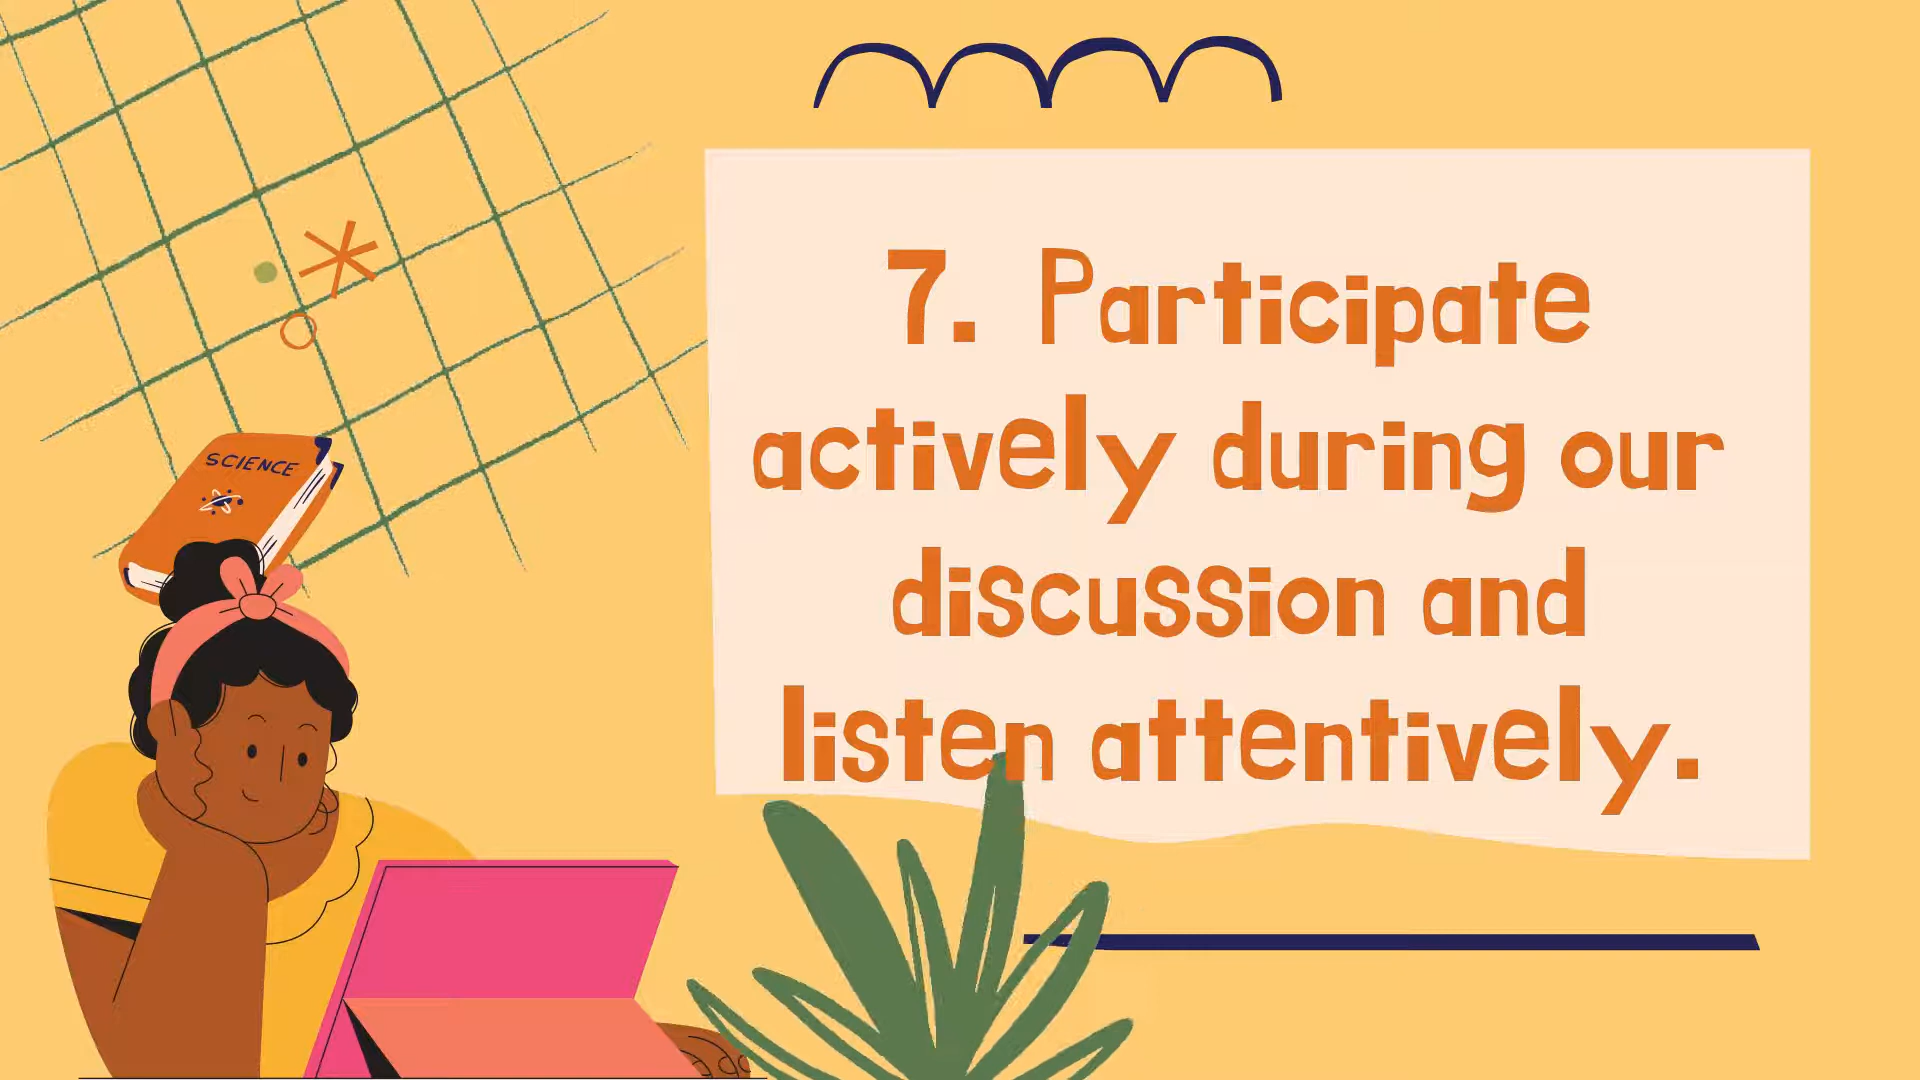 7. Participate
actively during our
discussion and
listen attentively.
SCIENCE